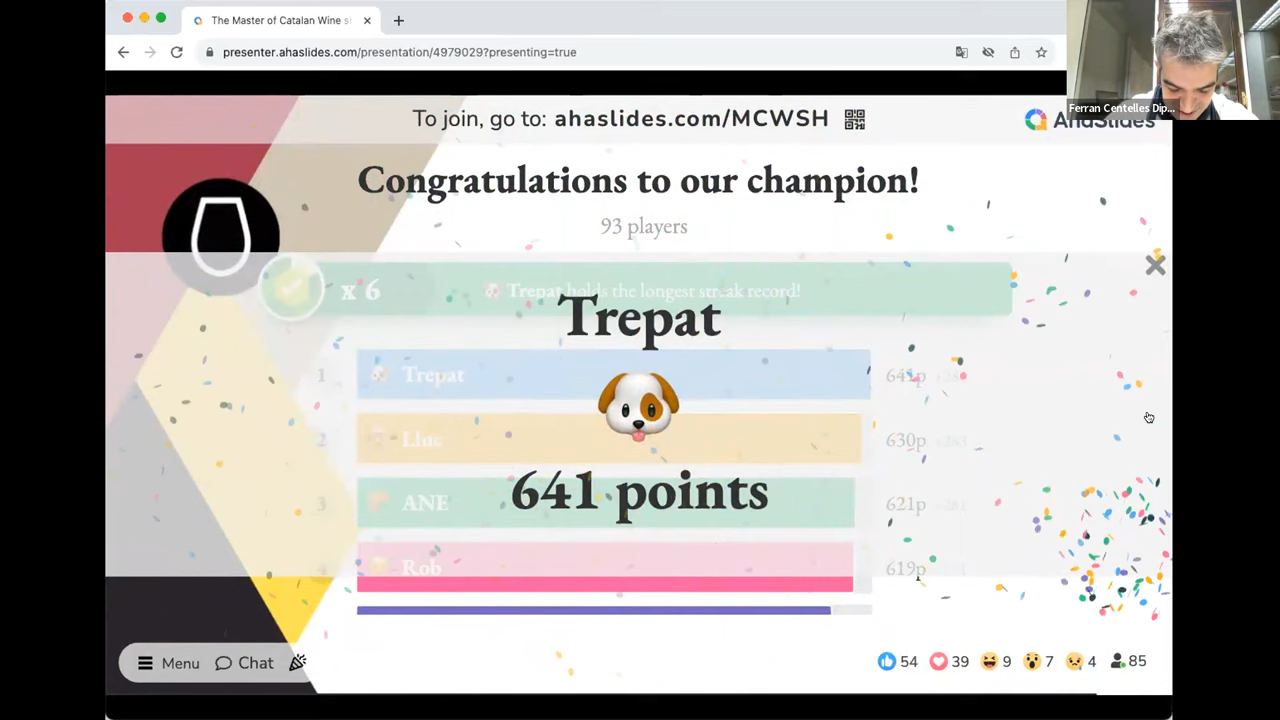 The Master of Catalan Wine s
presenter.ahaslides.com/presentation/4979029?presenting=true
Ferran Centelles Dip...
To join, go to: ahaslides.com/MCWSH
AhaSlides
Congratulations to our champion!
93 players
x 6
Trepat holds the longest streak record!
Trepat
1 Trepat 641p
2 Lluc 630p
641 points
3 ANE 621p
4 Rob 619p
Menu Chat
54 39 9 7 4 85